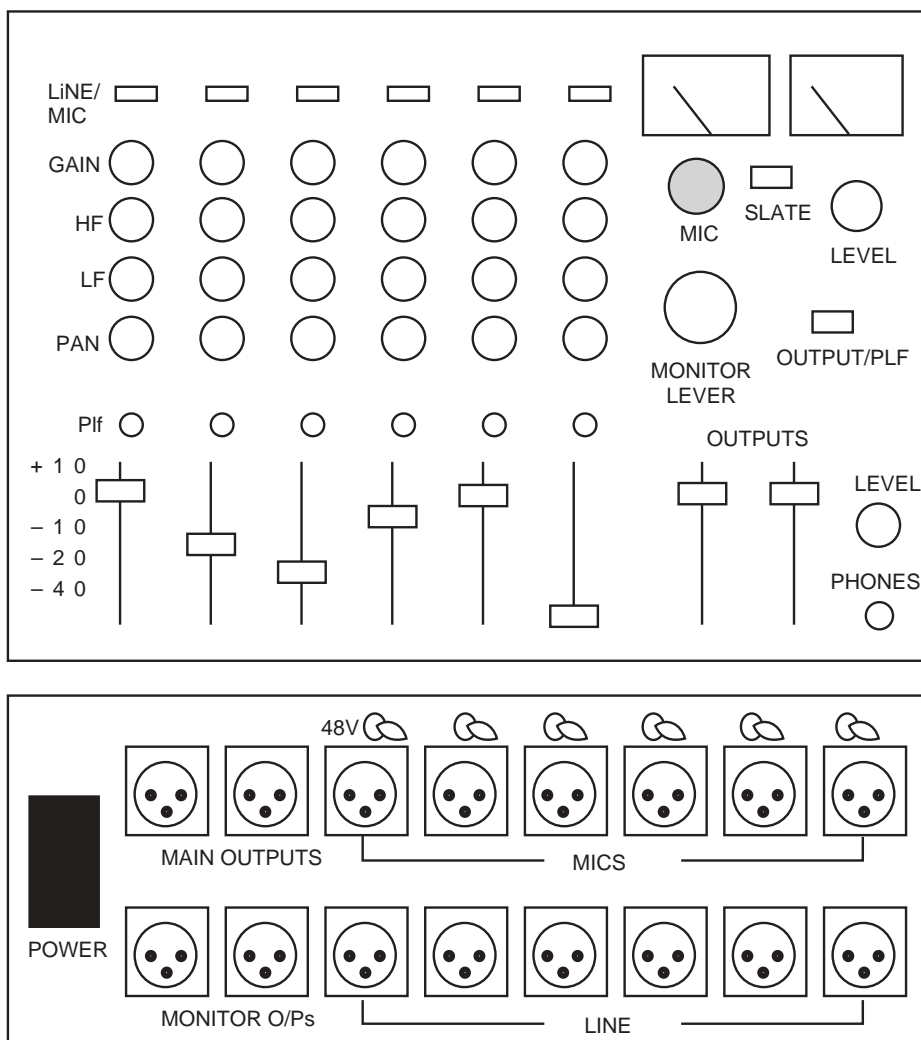 LiNE/
MIC
GAIN
HF
LF
PAN
Plf
+ 1 0
0
– 1 0
– 2 0
– 4 0
MIC
SLATE
LEVEL
MONITOR
LEVER
OUTPUT/PLF
OUTPUTS
LEVEL
PHONES
48V
MAIN OUTPUTS
MICS
POWER
MONITOR O/Ps
LINE